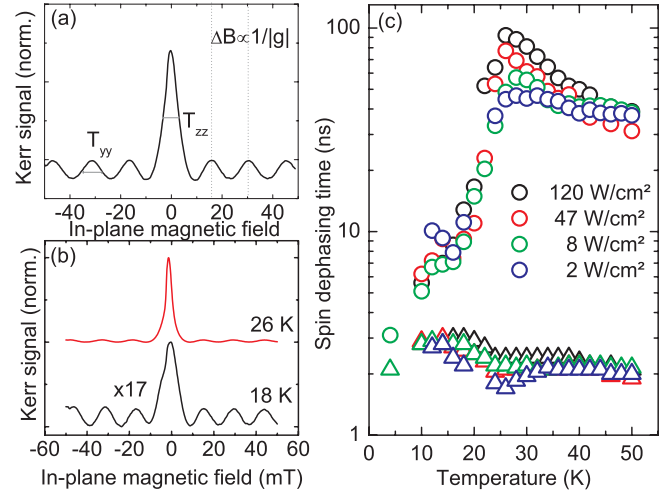 (a)
ΔB∝1/|g|
Kerr signal (norm.)
Tyy
Tzz
-40 -20 0 20 40
In-plane magnetic field
(b)
Kerr signal (norm.)
26 K
x17
18 K
-60 -40 -20 0 20 40 60
In-plane magnetic field (mT)
(c)
Spin dephasing time (ns)
100
10
1
120 W/cm²
47 W/cm²
8 W/cm²
2 W/cm²
0 10 20 30 40 50
Temperature (K)